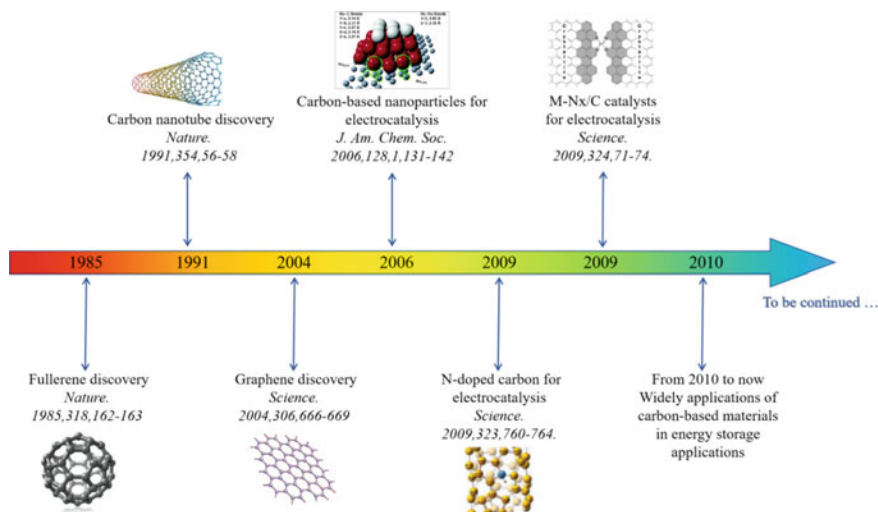 Carbon nanotube discovery
Nature.
1991,354,56-58
Carbon-based nanoparticles for
electrocatalysis
J. Am. Chem. Soc.
2006,128,1,131-142
M-Nx/C catalysts
for electrocatalysis
Science.
2009,324,71-74.
1985 1991 2004 2006 2009 2009 2010
To be continued …
Fullerene discovery
Nature.
1985,318,162-163
Graphene discovery
Science.
2004,306,666-669
N-doped carbon for
electrocatalysis
Science.
2009,323,760-764.
From 2010 to now
Widely applications of
carbon-based materials
in energy storage
applications